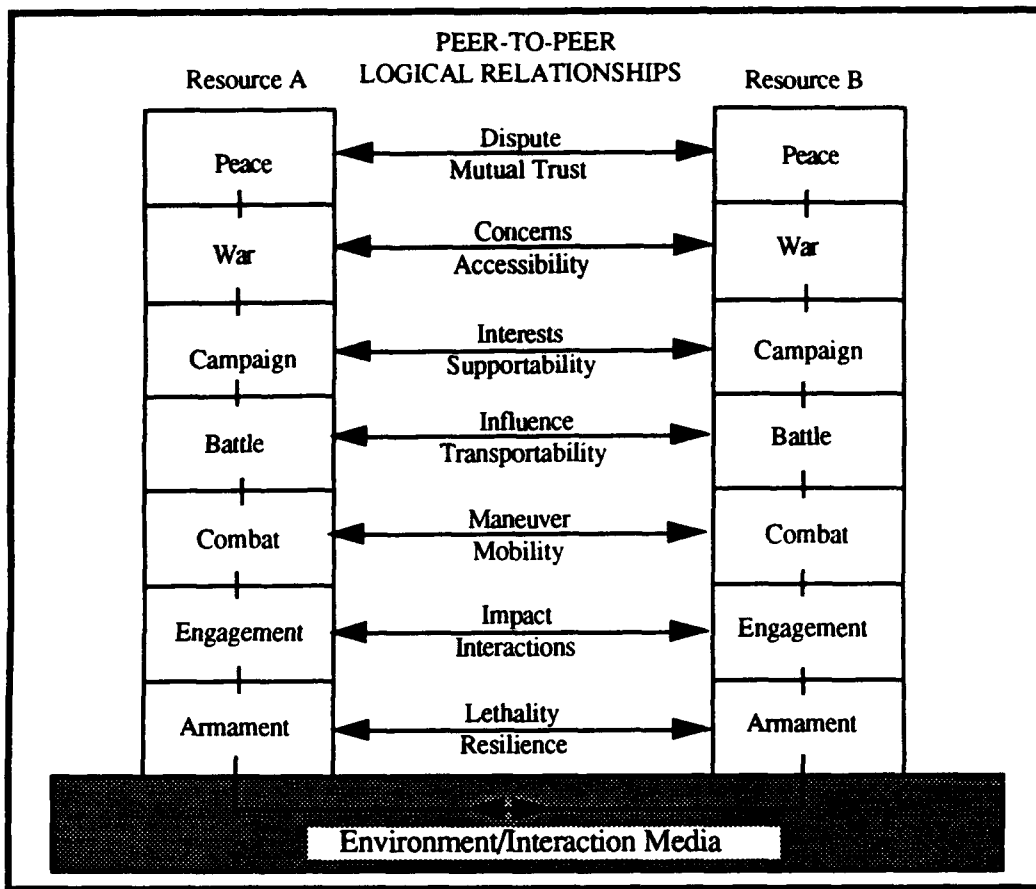 PEER-TO-PEER
LOGICAL RELATIONSHIPS
Resource A
Resource B
Peace
Dispute
Mutual Trust
Peace
War
Concerns
Accessibility
War
Campaign
Interests
Supportability
Campaign
Battle
Influence
Transportability
Battle
Combat
Maneuver
Mobility
Combat
Engagement
Impact
Interactions
Engagement
Armament
Lethality
Resilience
Armament
Environment/Interaction Media